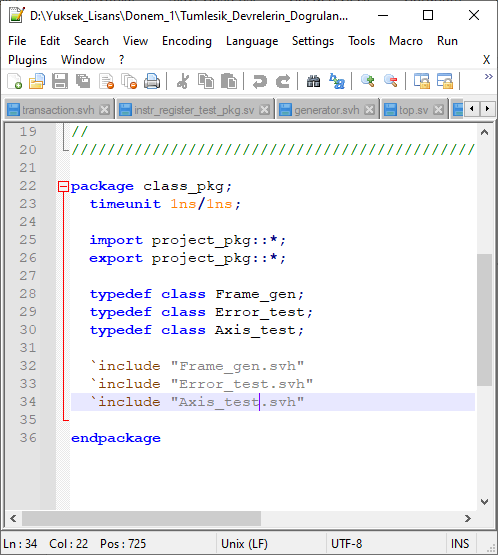 D:\Yuksek_Lisans\Donem_1\Tumlesik_Devrelerin_Dogrulan...
File Edit Search View Encoding Language Settings Tools Macro Run
Plugins Window ? X
transaction.svh instr_register_test_pkg.sv generator.svh top.sv
19 //
20 /////////////////////////////////////////////
21
22 package class_pkg;
23 timeunit 1ns/1ns;
24
25 import project_pkg::*;
26 export project_pkg::*;
27
28 typedef class Frame_gen;
29 typedef class Error_test;
30 typedef class Axis_test;
31
32 `include "Frame_gen.svh"
33 `include "Error_test.svh"
34 `include "Axis_test.svh"
35
36 endpackage
Ln : 34 Col : 22 Pos : 725 Unix (LF) UTF-8 INS